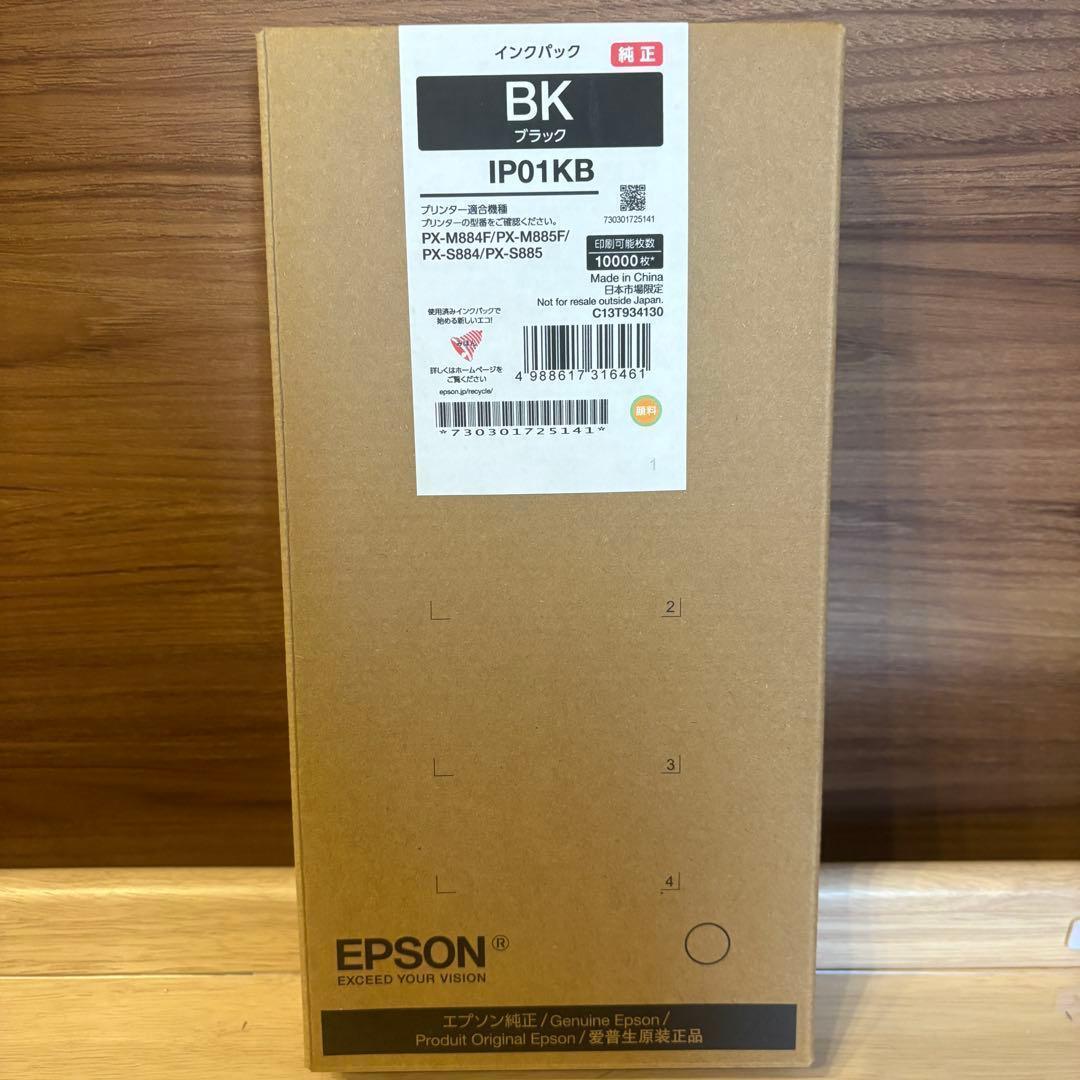 インクパック 純正
BK
ブラック
IP01KB
730301725141
プリンター適合機種
プリンターの型番をご確認ください。
PX-M884F/PX-M885F/
PX-S884/PX-S885
印刷可能枚数
10000枚*
Made in China
日本市場限定
Not for resale outside Japan.
C13T934130
使用済みインクパックで
始める新しいエコ!
みほん
詳しくはホームページを
ご覧ください
epson.jp/recycle/
4 988617 316461
*730301725141*
顔料
1
2
3
4
EPSON®
EXCEED YOUR VISION
エプソン純正/Genuine Epson/
Produit Original Epson/爱普生原装正品